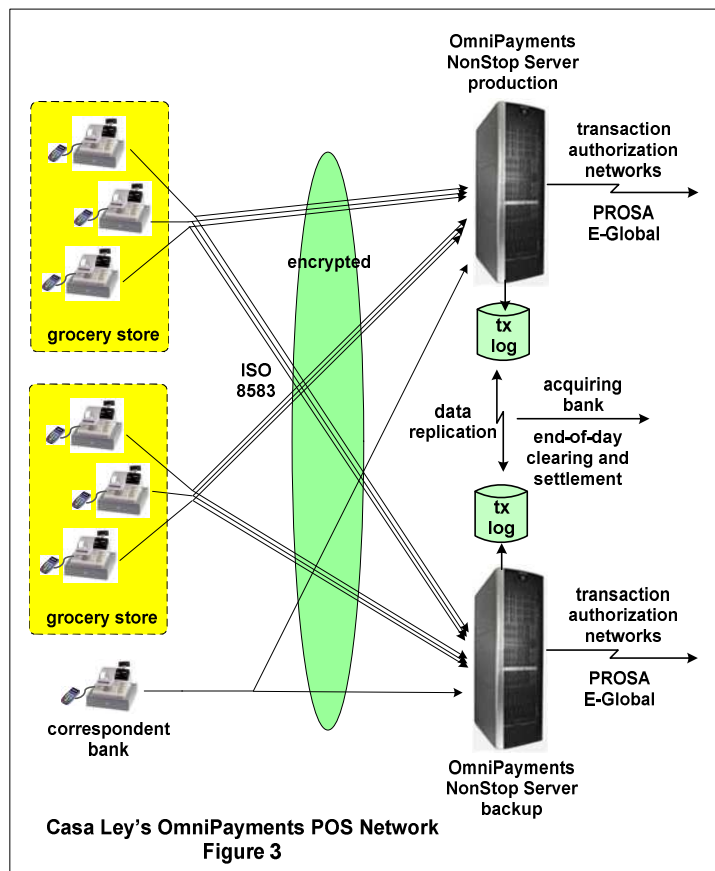 OmniPayments
NonStop Server
production
transaction
authorization
networks
PROSA
E-Global
encrypted
grocery store
tx
log
ISO
8583
data
replication
acquiring
bank
end-of-day
clearing and
settlement
tx
log
grocery store
transaction
authorization
networks
PROSA
E-Global
correspondent
bank
OmniPayments
NonStop Server
backup
Casa Ley's OmniPayments POS Network
Figure 3